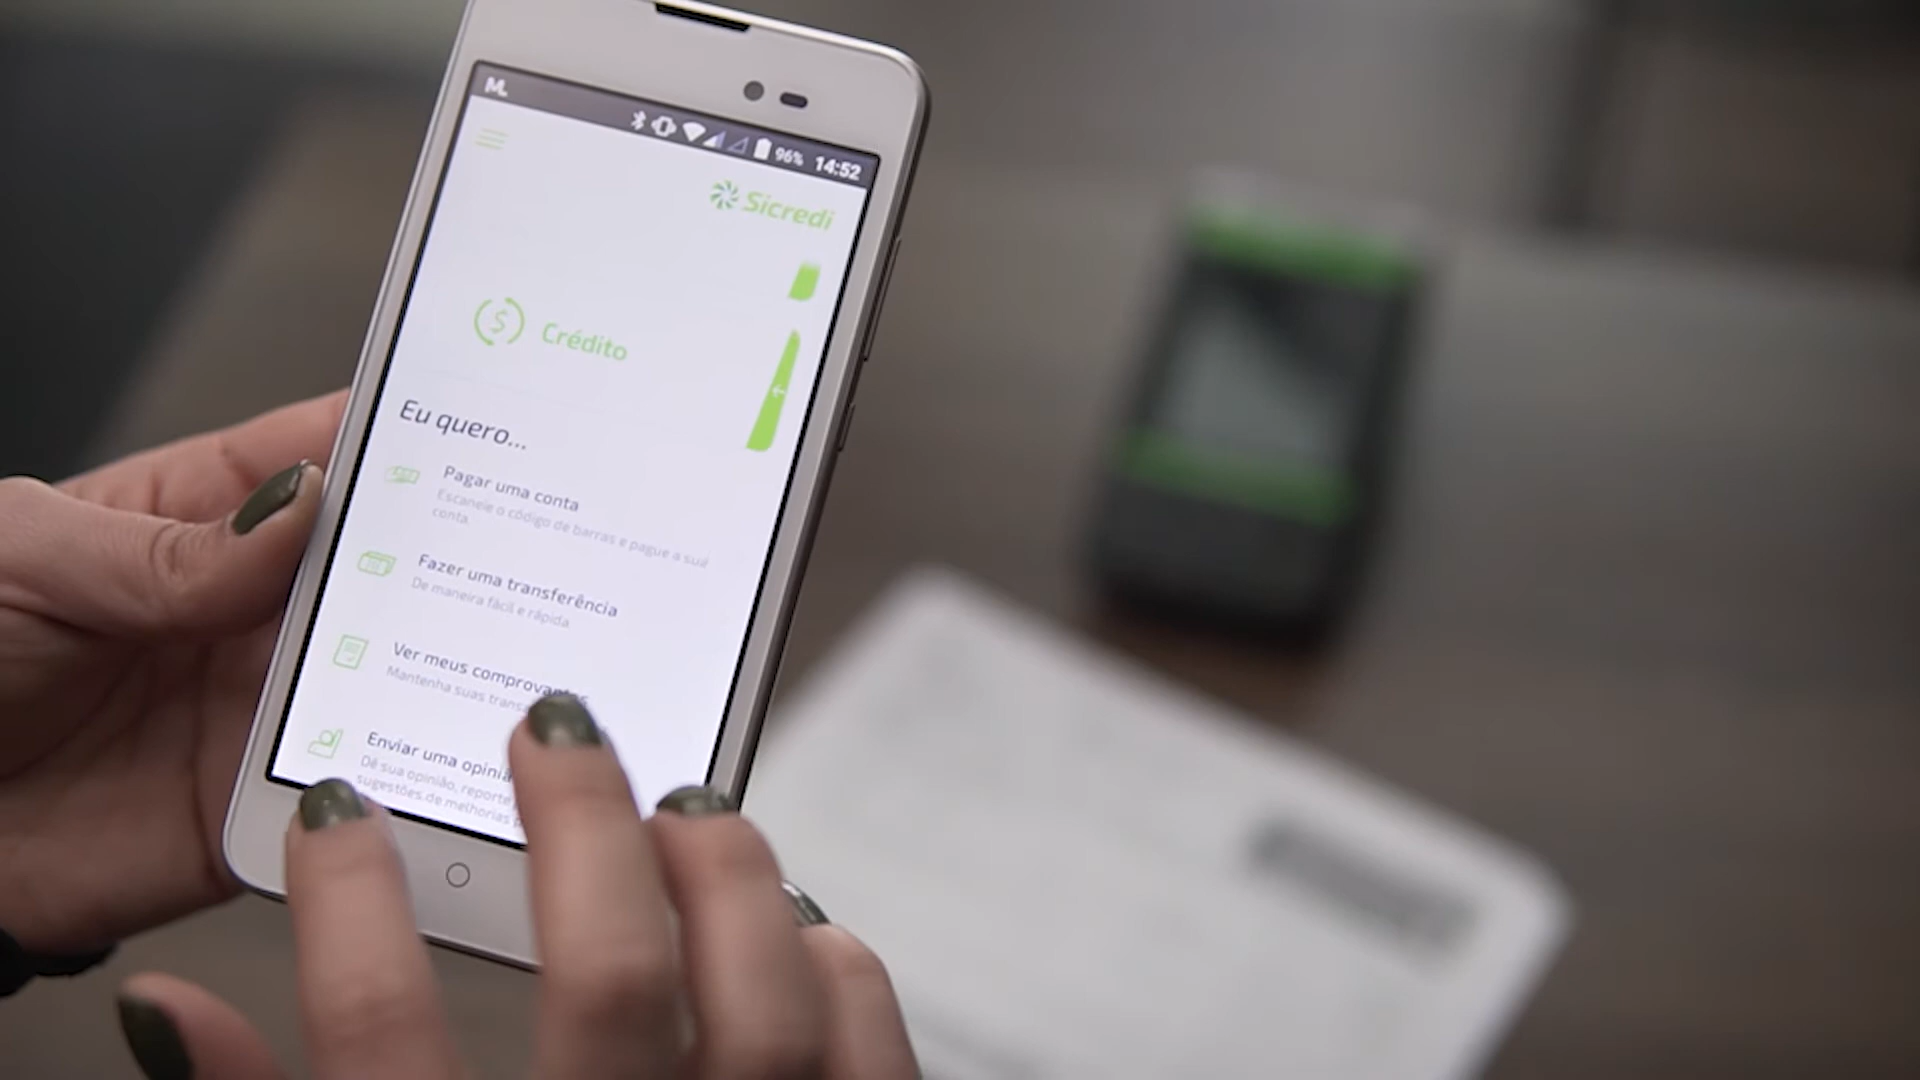 ML
96% 14:52
Sicredi
Crédito
Eu quero...
Pagar uma conta
Escaneie o código de barras e pague a sua
conta.
Fazer uma transferência
De maneira fácil e rápida
Ver meus comprovantes
Mantenha suas
Enviar uma
Dê sua opinião, reporte
sugestões de melhorias